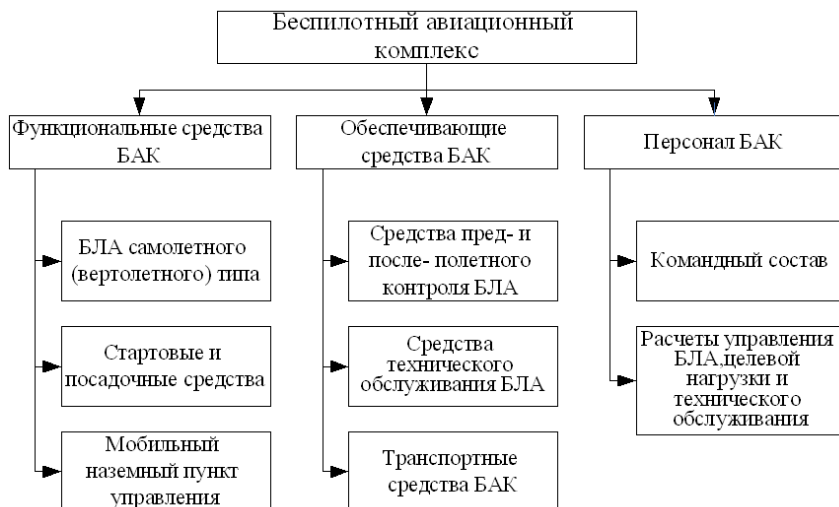 Беспилотный авиационный
комплекс
Функциональные средства
БАК
Обеспечивающие
средства БАК
Персонал БАК
БЛА самолетного
(вертолетного) типа
Средства пред- и
после- полетного
контроля БЛА
Командный состав
Стартовые и
посадочные средства
Средства
технического
обслуживания БЛА
Расчеты управления
БЛА,целевой
нагрузки и
технического
обслуживания
Мобильный
наземный пункт
управления
Транспортные
средства БАК